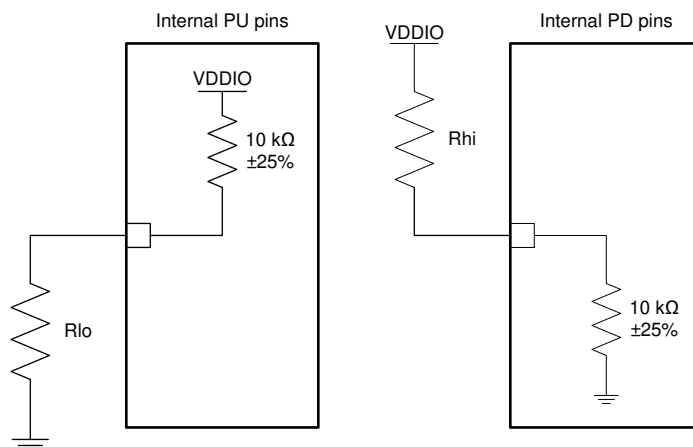 Internal PU pins
VDDIO
10 kΩ
±25%
Rlo
Internal PD pins
VDDIO
Rhi
10 kΩ
±25%